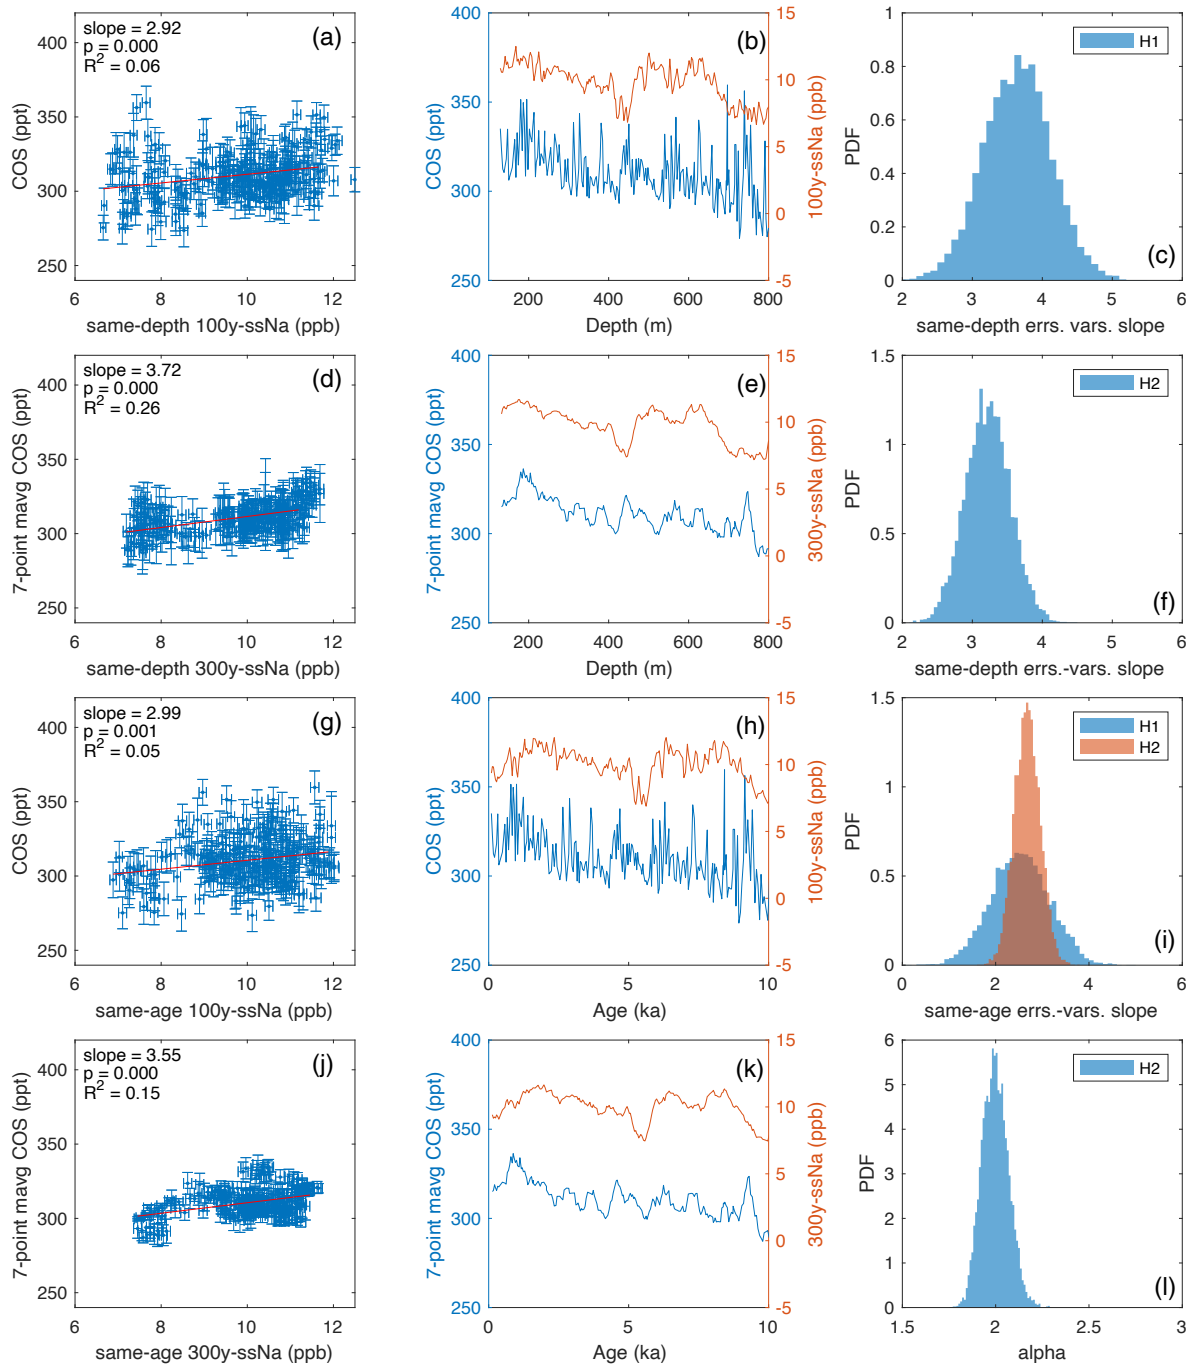 slope = 2.92
p = 0.000
R² = 0.06
(a)
400
350
300
250
COS (ppt)
6 8 10 12
same-depth 100y-ssNa (ppb)
(b)
400
350
300
250
COS (ppt)
15
10
5
0
-5
100y-ssNa (ppb)
200 400 600 800
Depth (m)
H1
(c)
1
0.8
0.6
0.4
0.2
0
PDF
2 3 4 5 6
same-depth errs. vars. slope
slope = 3.72
p = 0.000
R² = 0.26
(d)
400
350
300
250
7-point mavg COS (ppt)
6 8 10 12
same-depth 300y-ssNa (ppb)
(e)
400
350
300
250
7-point mavg COS (ppt)
15
10
5
0
-5
300y-ssNa (ppb)
200 400 600 800
Depth (m)
H2
(f)
1.5
1
0.5
0
PDF
2 3 4 5 6
same-depth errs.-vars. slope
slope = 2.99
p = 0.001
R² = 0.05
(g)
400
350
300
250
COS (ppt)
6 8 10 12
same-age 100y-ssNa (ppb)
(h)
400
350
300
250
COS (ppt)
15
10
5
0
-5
100y-ssNa (ppb)
0 5 10
Age (ka)
H1
H2
(i)
1.5
1
0.5
0
PDF
0 2 4 6
same-age errs.-vars. slope
slope = 3.55
p = 0.000
R² = 0.15
(j)
400
350
300
250
7-point mavg COS (ppt)
6 8 10 12
same-age 300y-ssNa (ppb)
(k)
400
350
300
250
7-point mavg COS (ppt)
15
10
5
0
-5
300y-ssNa (ppb)
0 5 10
Age (ka)
H2
(l)
6
5
4
3
2
1
0
PDF
1.5 2 2.5 3
alpha